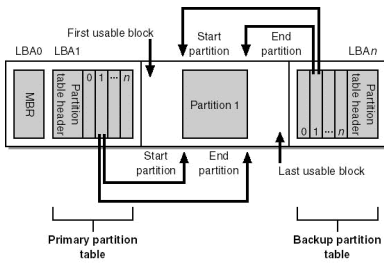 First usable block
Start
partition
End
partition
LBA0
LBA1
LBAn
MBR
Partition
table header
0 1 ... n
Partition 1
0 1 ... n
Partition
table header
Start
partition
End
partition
Last usable block
Primary partition
table
Backup partition
table